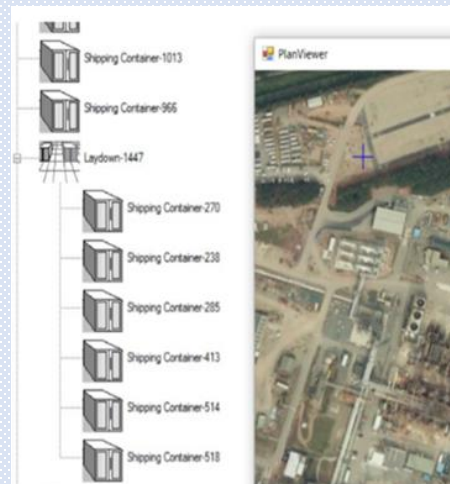 Shipping Container-1013
Shipping Container-966
Laydown-1447
Shipping Container-270
Shipping Container-238
Shipping Container-285
Shipping Container-413
Shipping Container-514
Shipping Container-518
PlanViewer